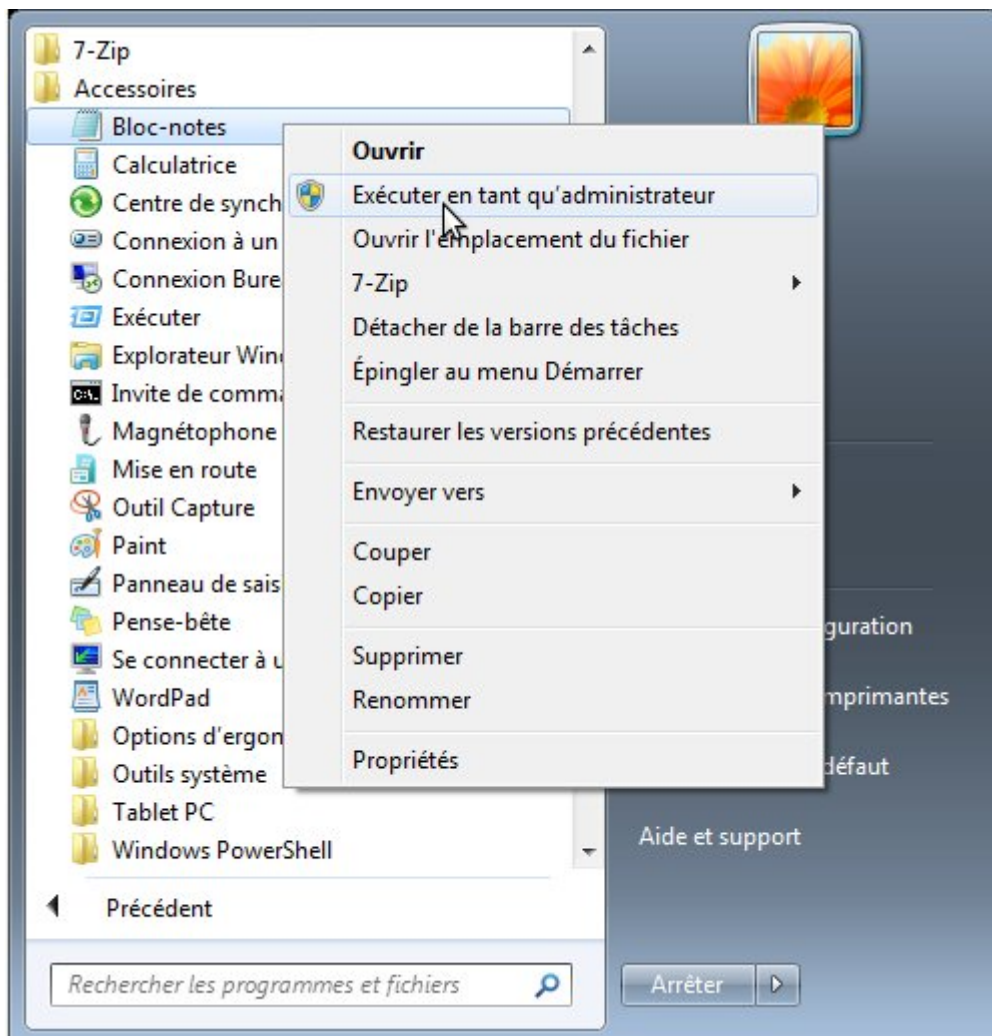 7-Zip
Accessoires
Bloc-notes
Calculatrice
Centre de synch
Connexion à un
Connexion Bure
Exécuter
Explorateur Win
Invite de comm
Magnétophone
Mise en route
Outil Capture
Paint
Panneau de sais
Pense-bête
Se connecter à u
WordPad
Options d'ergon
Outils système
Tablet PC
Windows PowerShell
Précédent
Rechercher les programmes et fichiers
Ouvrir
Exécuter en tant qu'administrateur
Ouvrir l'emplacement du fichier
7-Zip
Détacher de la barre des tâches
Épingler au menu Démarrer
Restaurer les versions précédentes
Envoyer vers
Couper
Copier
Supprimer
Renommer
Propriétés
guration
mprimantes
défaut
Aide et support
Arrêter